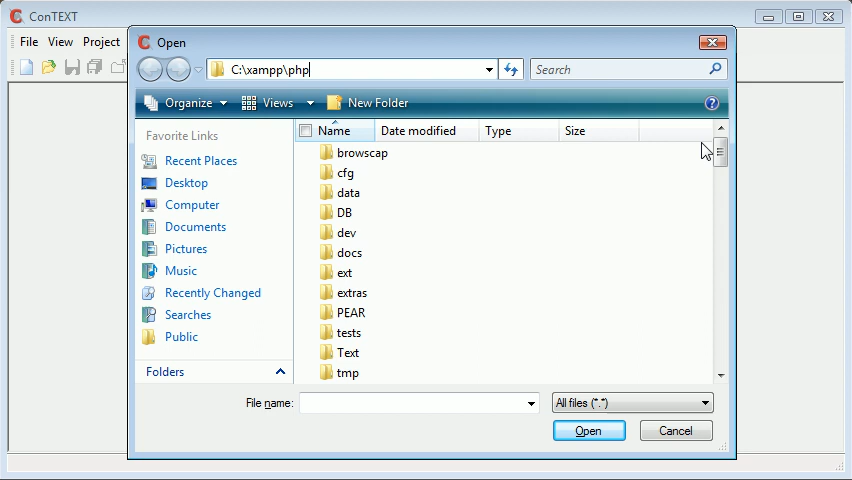 ConTEXT
File View Project
Open
C:\xampp\php
Search
Organize Views New Folder
Favorite Links
Name Date modified Type Size
Recent Places
Desktop
Computer
Documents
Pictures
Music
Recently Changed
Searches
Public
Folders
browscap
cfg
data
DB
dev
docs
ext
extras
PEAR
tests
Text
tmp
File name:
All files (*.*)
Open Cancel